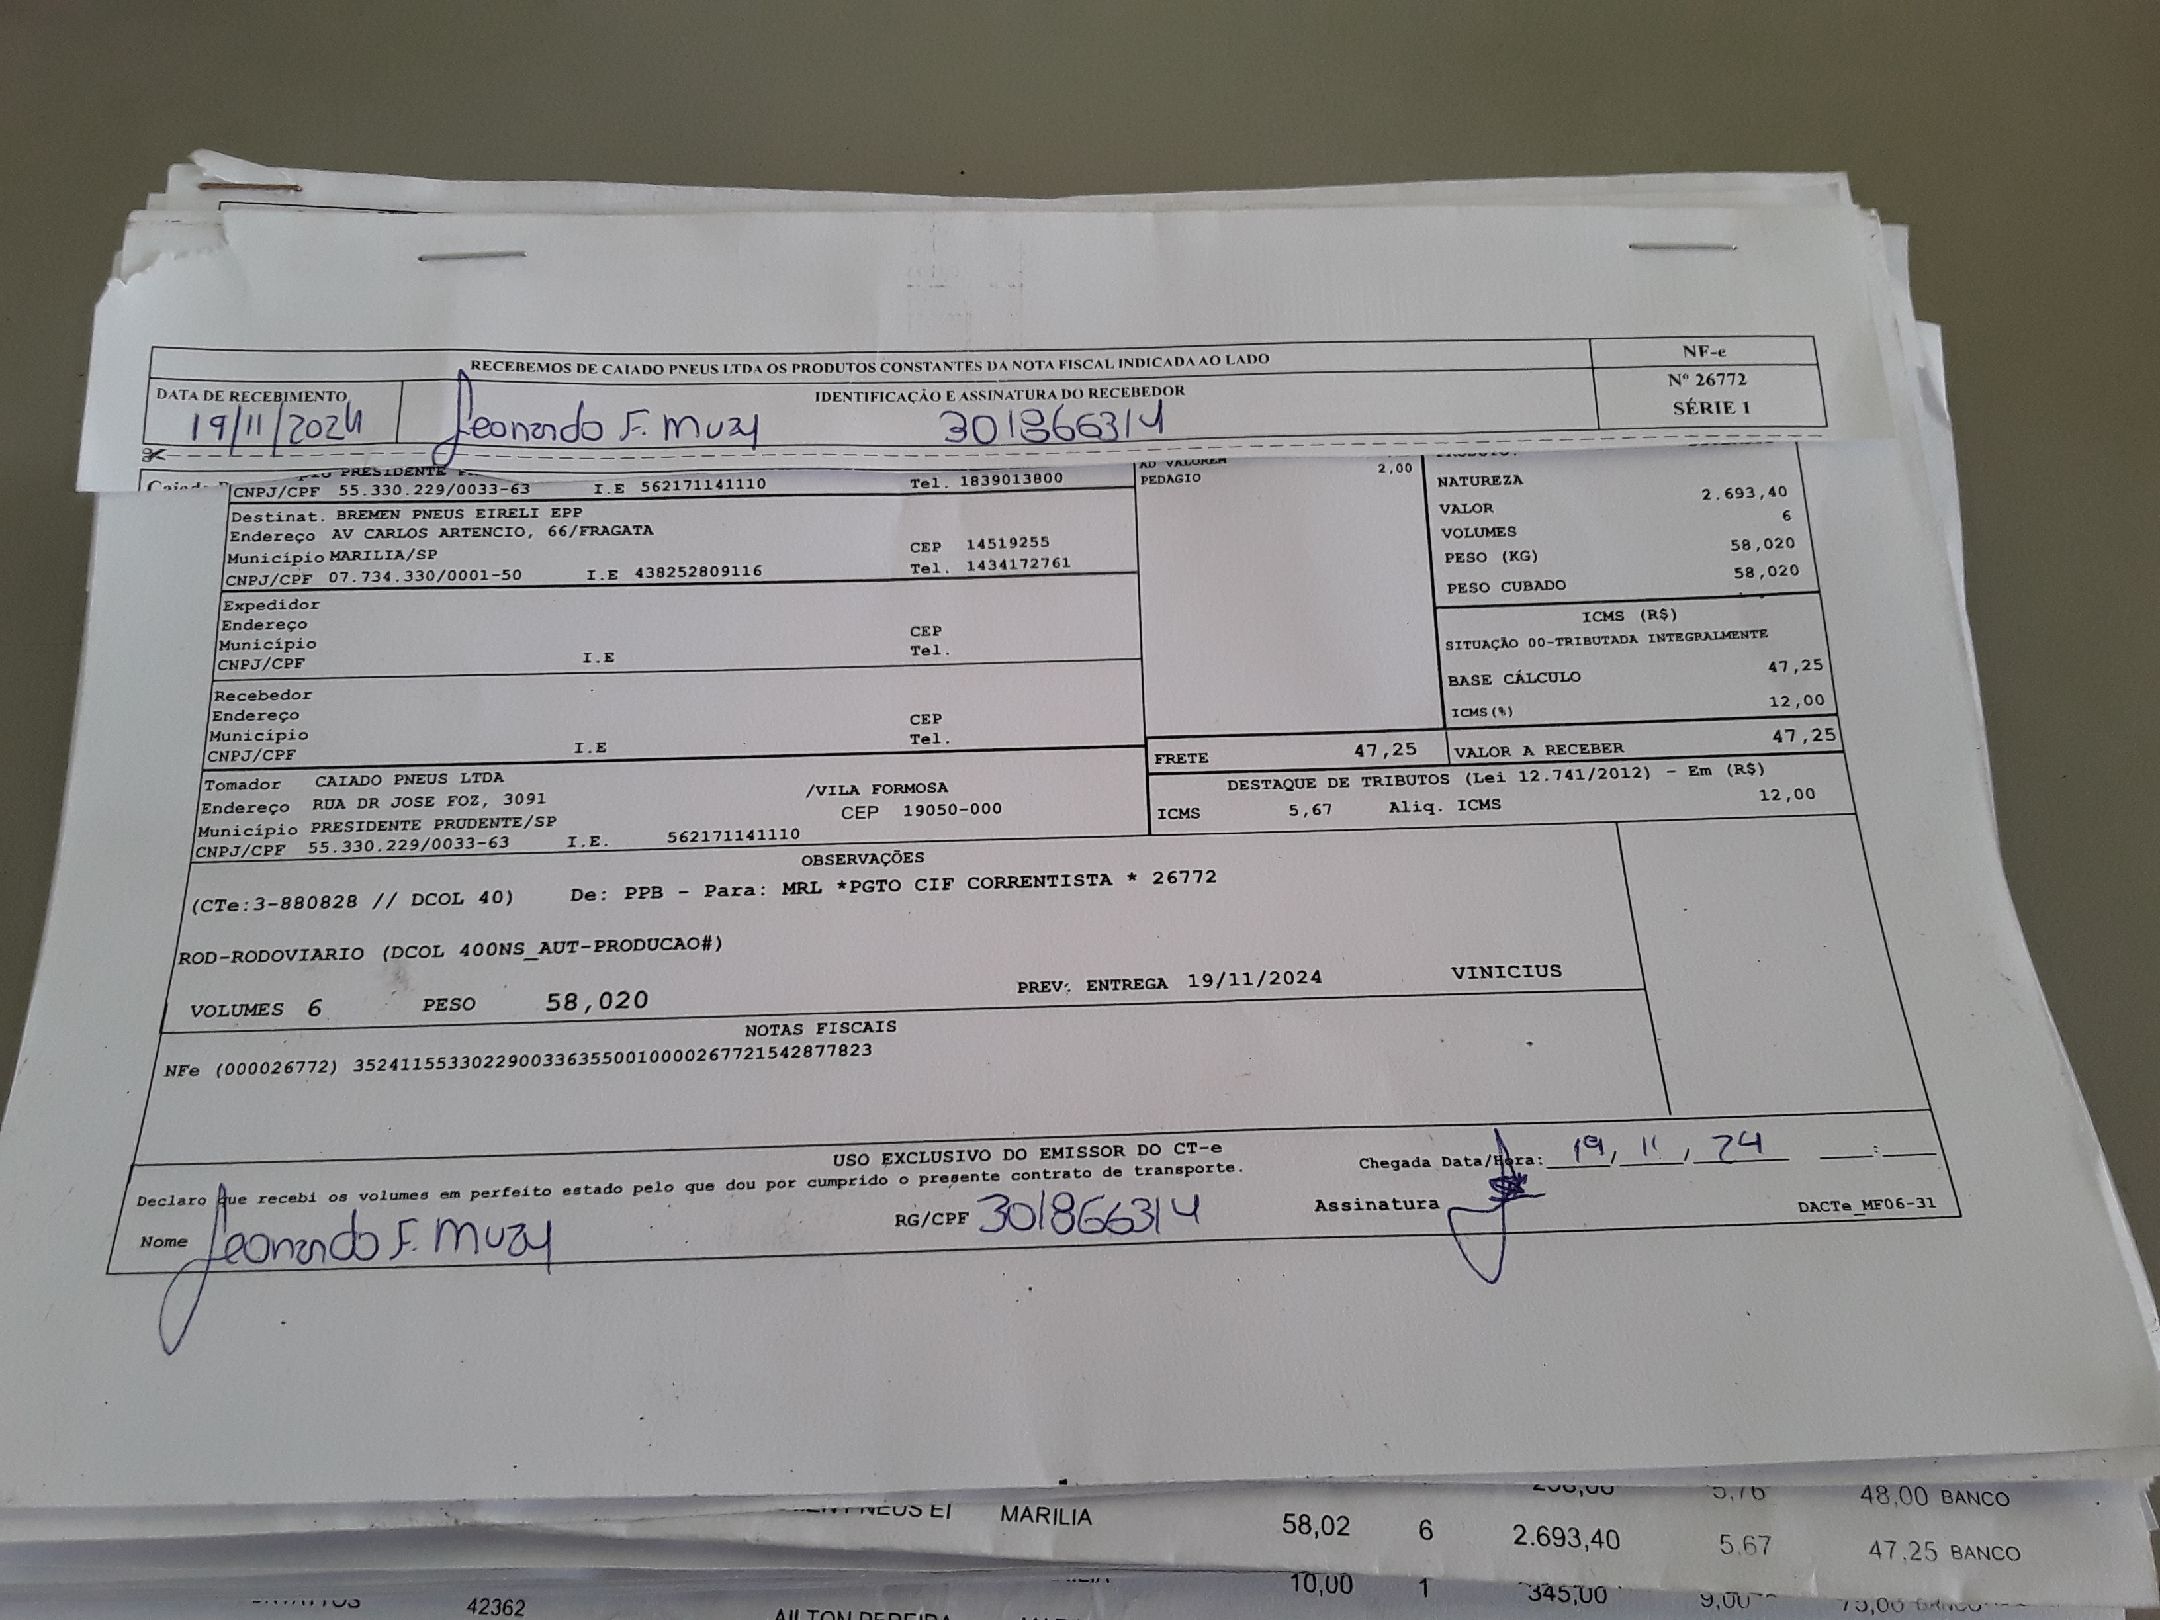 RECEBEMOS DE CAIADO PNEUS LTDA OS PRODUTOS CONSTANTES DA NOTA FISCAL INDICADA AO LADO
NF-e
Nº 26772
SÉRIE 1
DATA DE RECEBIMENTO
19/11/2024
IDENTIFICAÇÃO E ASSINATURA DO RECEBEDOR
Leonardo F. Muzy 301866314
PRESIDENTE
CNPJ/CPF 55.330.229/0033-63 I.E 562171141110 Tel. 1839013800
Destinat. BREMEN PNEUS EIRELI EPP
Endereço AV CARLOS ARTENCIO, 66/FRAGATA
Município MARILIA/SP CEP 14519255
CNPJ/CPF 07.734.330/0001-50 I.E 438252809116 Tel. 1434172761
Expedidor
Endereço
Município CEP
CNPJ/CPF I.E Tel.
Recebedor
Endereço
Município CEP
CNPJ/CPF I.E Tel.
Tomador CAIADO PNEUS LTDA
Endereço RUA DR JOSE FOZ, 3091 /VILA FORMOSA
Município PRESIDENTE PRUDENTE/SP CEP 19050-000
CNPJ/CPF 55.330.229/0033-63 I.E. 562171141110
AD VALOREM
PEDAGIO 2,00
NATUREZA
VALOR 2.693,40
VOLUMES 6
PESO (KG) 58,020
PESO CUBADO 58,020
ICMS (R$)
SITUAÇÃO 00-TRIBUTADA INTEGRALMENTE
BASE CÁLCULO 47,25
ICMS(%) 12,00
FRETE 47,25 VALOR A RECEBER 47,25
DESTAQUE DE TRIBUTOS (Lei 12.741/2012) - Em (R$)
ICMS 5,67 Aliq. ICMS 12,00
OBSERVAÇÕES
(CTe:3-880828 // DCOL 40) De: PPB - Para: MRL *PGTO CIF CORRENTISTA * 26772
ROD-RODOVIARIO (DCOL 400NS_AUT-PRODUCAO#)
VOLUMES 6 PESO 58,020 PREV. ENTREGA 19/11/2024 VINICIUS
NOTAS FISCAIS
NFe (000026772) 35241155330229003363550010000267721542877823
USO EXCLUSIVO DO EMISSOR DO CT-e
Declaro que recebi os volumes em perfeito estado pelo que dou por cumprido o presente contrato de transporte.
Chegada Data/Hora: 19, 11, 24 :
Nome Leonardo F. Muzy RG/CPF 301866314 Assinatura
DACTe_MF06-31
5,76 48,00 BANCO
PNEUS EI MARILIA 58,02 6 2.693,40 5,67 47,25 BANCO
10,00 1 345,00 9,00
42362 AILTON PEREIRA